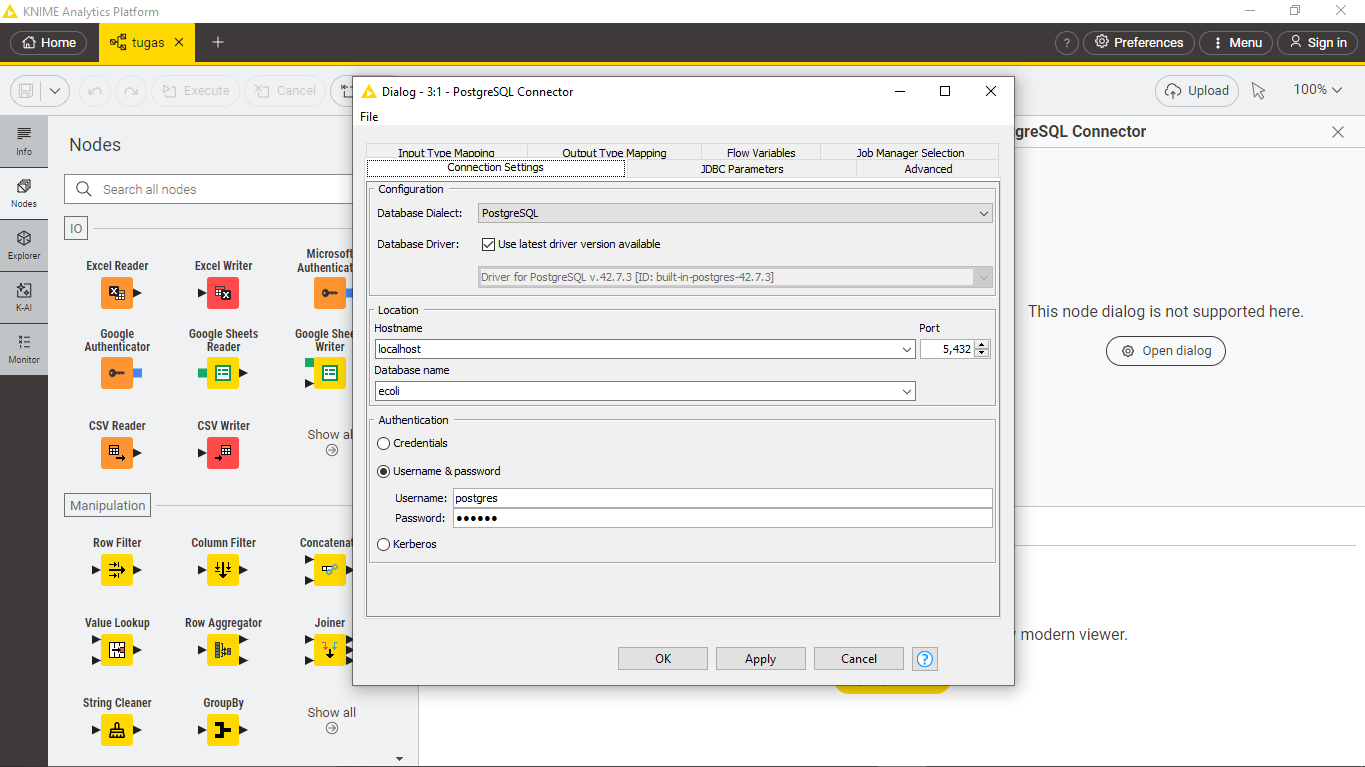 KNIME Analytics Platform
Home
tugas
?
Preferences
Menu
Sign in
Execute
Cancel
Upload
100%
Info
Nodes
Explorer
K-AI
Monitor
Nodes
Search all nodes
IO
Excel Reader
Excel Writer
Microsoft
Authenticat
Google
Authenticator
Google Sheets
Reader
Google She
Writer
CSV Reader
CSV Writer
Show al
Manipulation
Row Filter
Column Filter
Concatenat
Value Lookup
Row Aggregator
Joiner
String Cleaner
GroupBy
Show all
Dialog - 3:1 - PostgreSQL Connector
File
Input Type Mapping
Output Type Mapping
Flow Variables
Job Manager Selection
Connection Settings
JDBC Parameters
Advanced
Configuration
Database Dialect:
PostgreSQL
Database Driver:
Use latest driver version available
Driver for PostgreSQL v.42.7.3 [ID: built-in-postgres-42.7.3]
Location
Hostname
Port
localhost
5,432
Database name
ecoli
Authentication
Credentials
Username & password
Username:
postgres
Password:
●●●●●●
Kerberos
OK
Apply
Cancel
?
greSQL Connector
This node dialog is not supported here.
Open dialog
modern viewer.